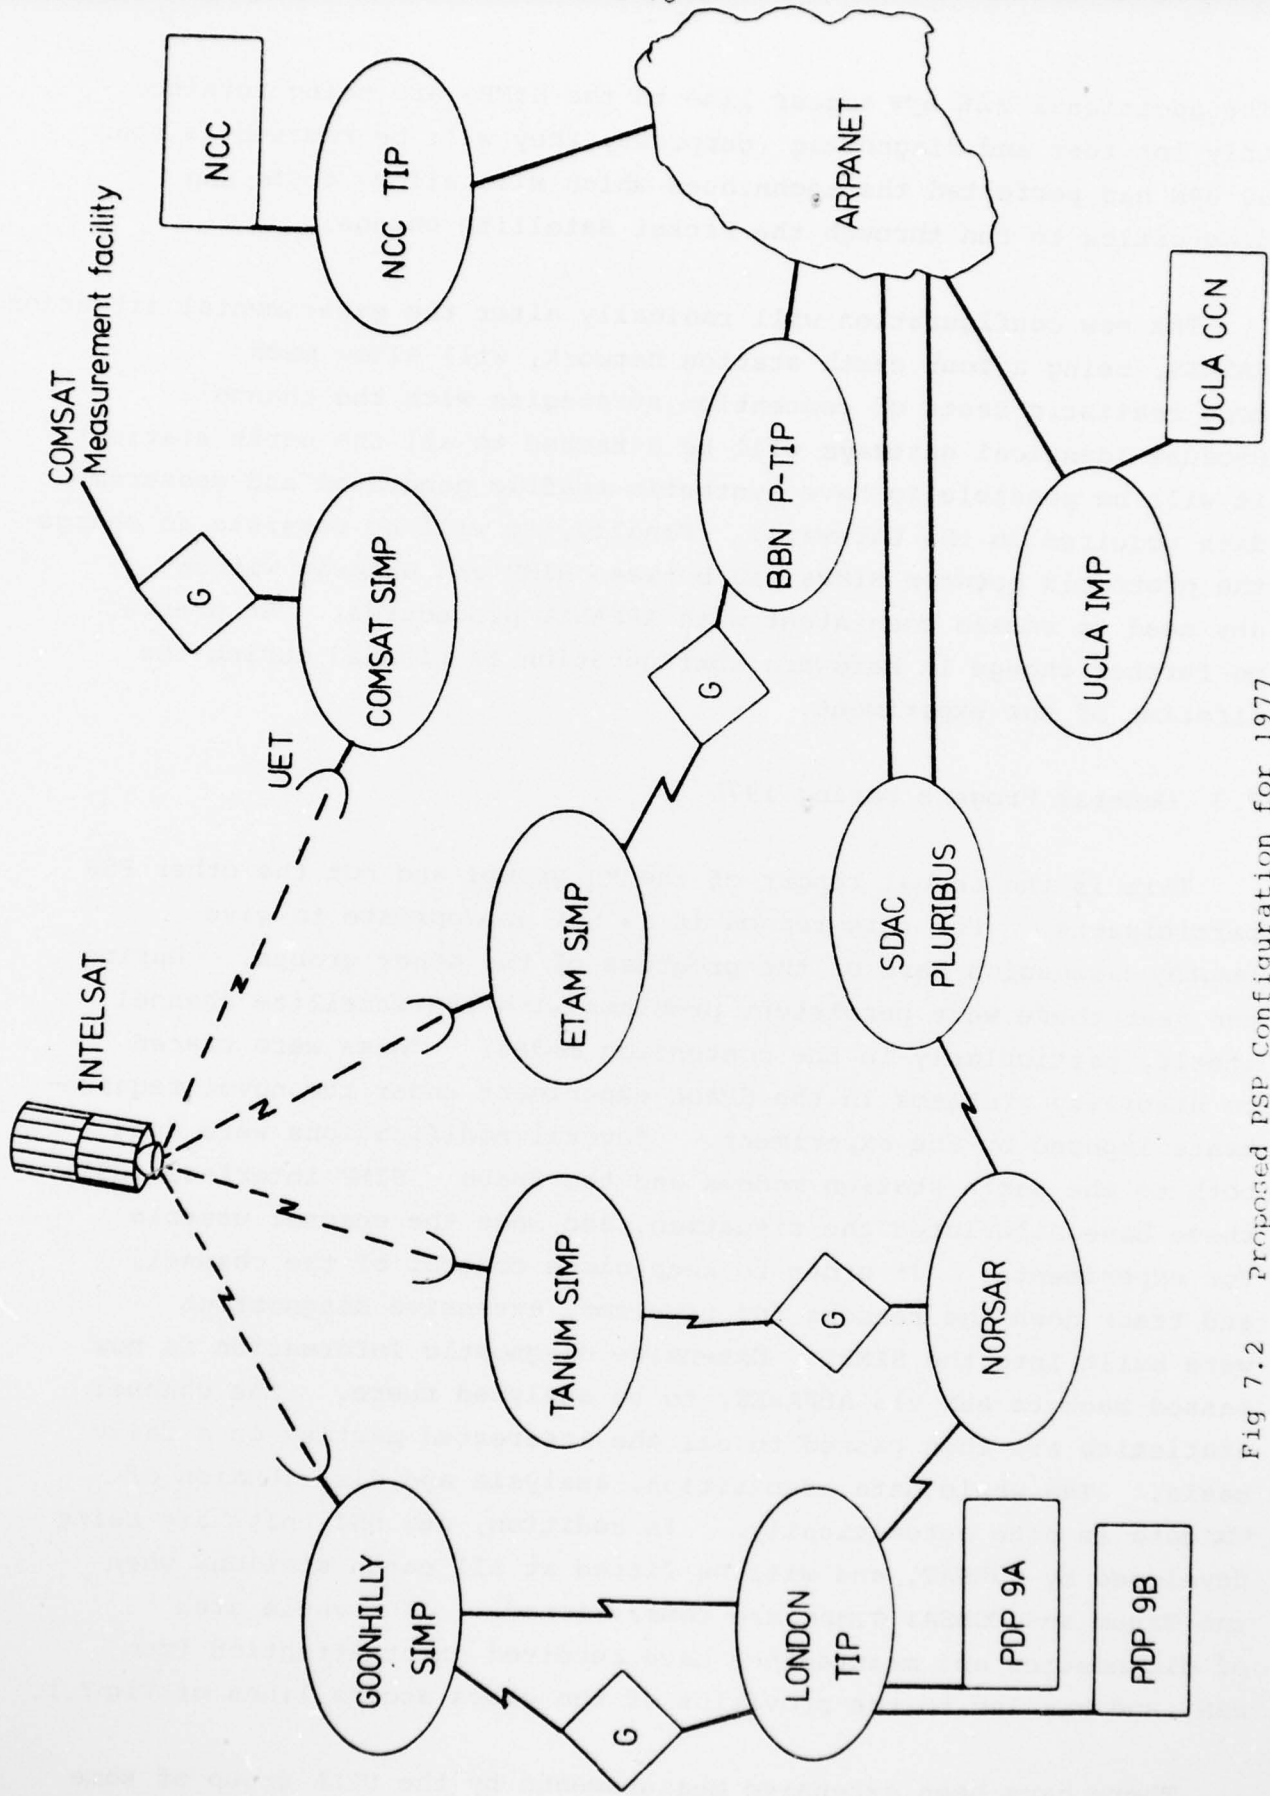 INTELSAT
UET
COMSAT
Measurement facility
G
COMSAT SIMP
NCC
NCC TIP
GOONHILLY
SIMP
TANUM SIMP
ETAM SIMP
G
BBN P-TIP
ARPANET
G
G
LONDON
TIP
NORSAR
SDAC
PLURIBUS
UCLA IMP
UCLA CCN
PDP 9A
PDP 9B
Fig 7.2 Proposed PSP Configuration for 1977